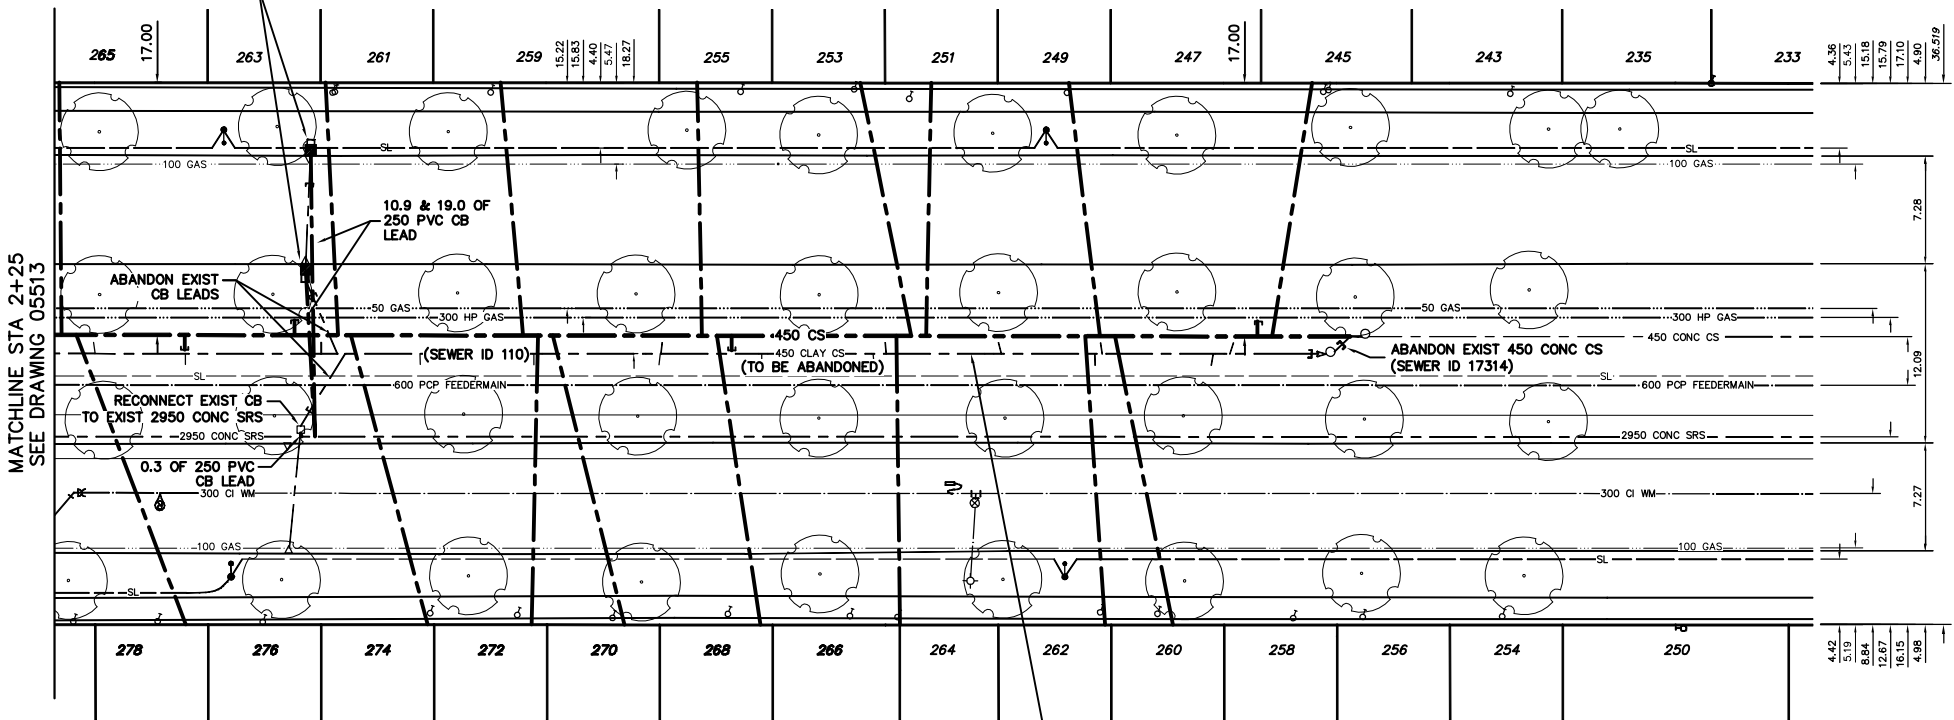 265
17.00
263
261
259
15.22
15.83
4.40
5.47
18.27
255
253
251
249
247
17.00
245
243
235
233
4.36
5.43
15.18
15.79
17.10
4.90
36.519
SL
SL
100 GAS
100 GAS
10.9 & 19.0 OF
250 PVC CB
LEAD
7.28
MATCHLINE STA 2+25
SEE DRAWING 05513
ABANDON EXIST
CB LEADS
50 GAS
300 HP GAS
50 GAS
300 HP GAS
450 CS
450 CONC CS
(SEWER ID 110)
450 CLAY CS
(TO BE ABANDONED)
ABANDON EXIST 450 CONC CS
(SEWER ID 17314)
12.09
SL
SL
600 PCP FEEDERMAIN
600 PCP FEEDERMAIN
RECONNECT EXIST CB
TO EXIST 2950 CONC SRS
2950 CONC SRS
2950 CONC SRS
0.3 OF 250 PVC
CB LEAD
300 CI WM
300 CI WM
7.27
100 GAS
100 GAS
SL
SL
278
276
274
272
270
268
266
264
262
260
258
256
254
250
4.42
5.19
8.84
12.67
16.15
4.98